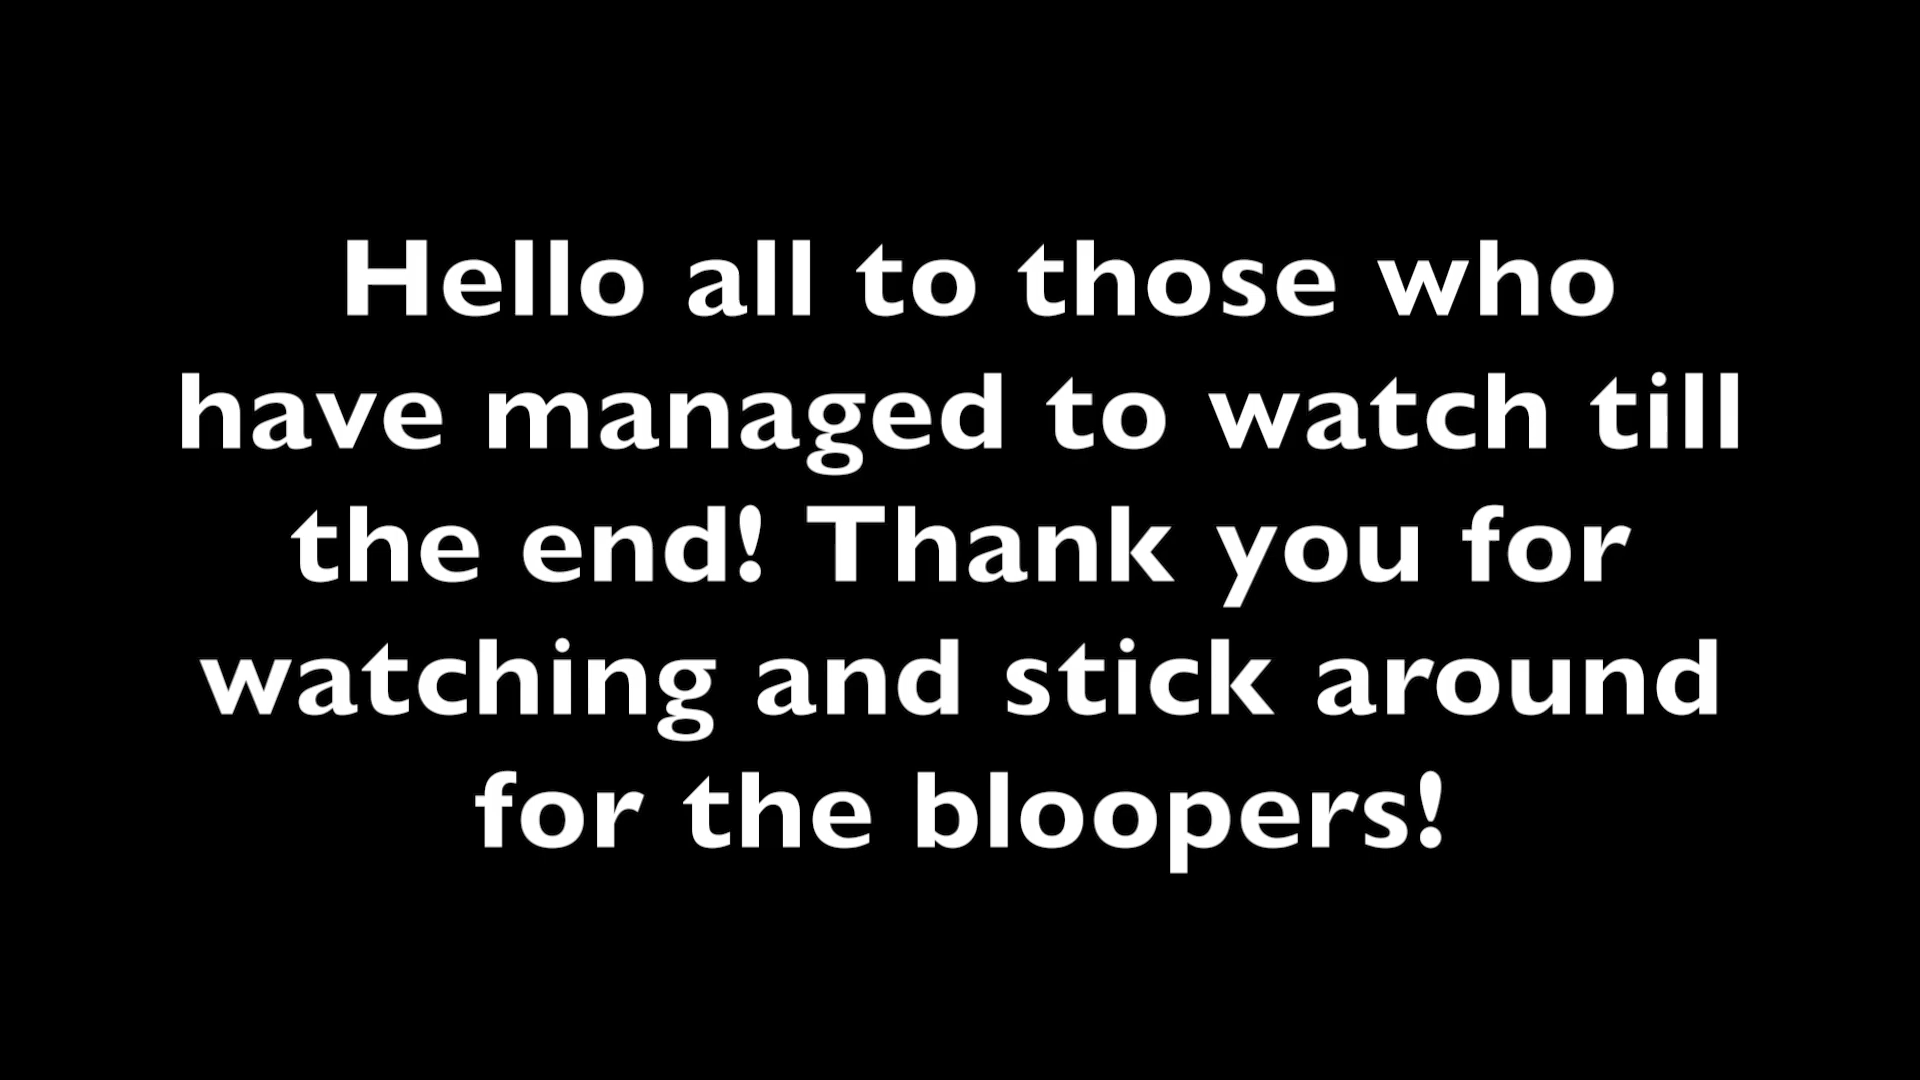 Hello all to those who
have managed to watch till
the end! Thank you for
watching and stick around
for the bloopers!